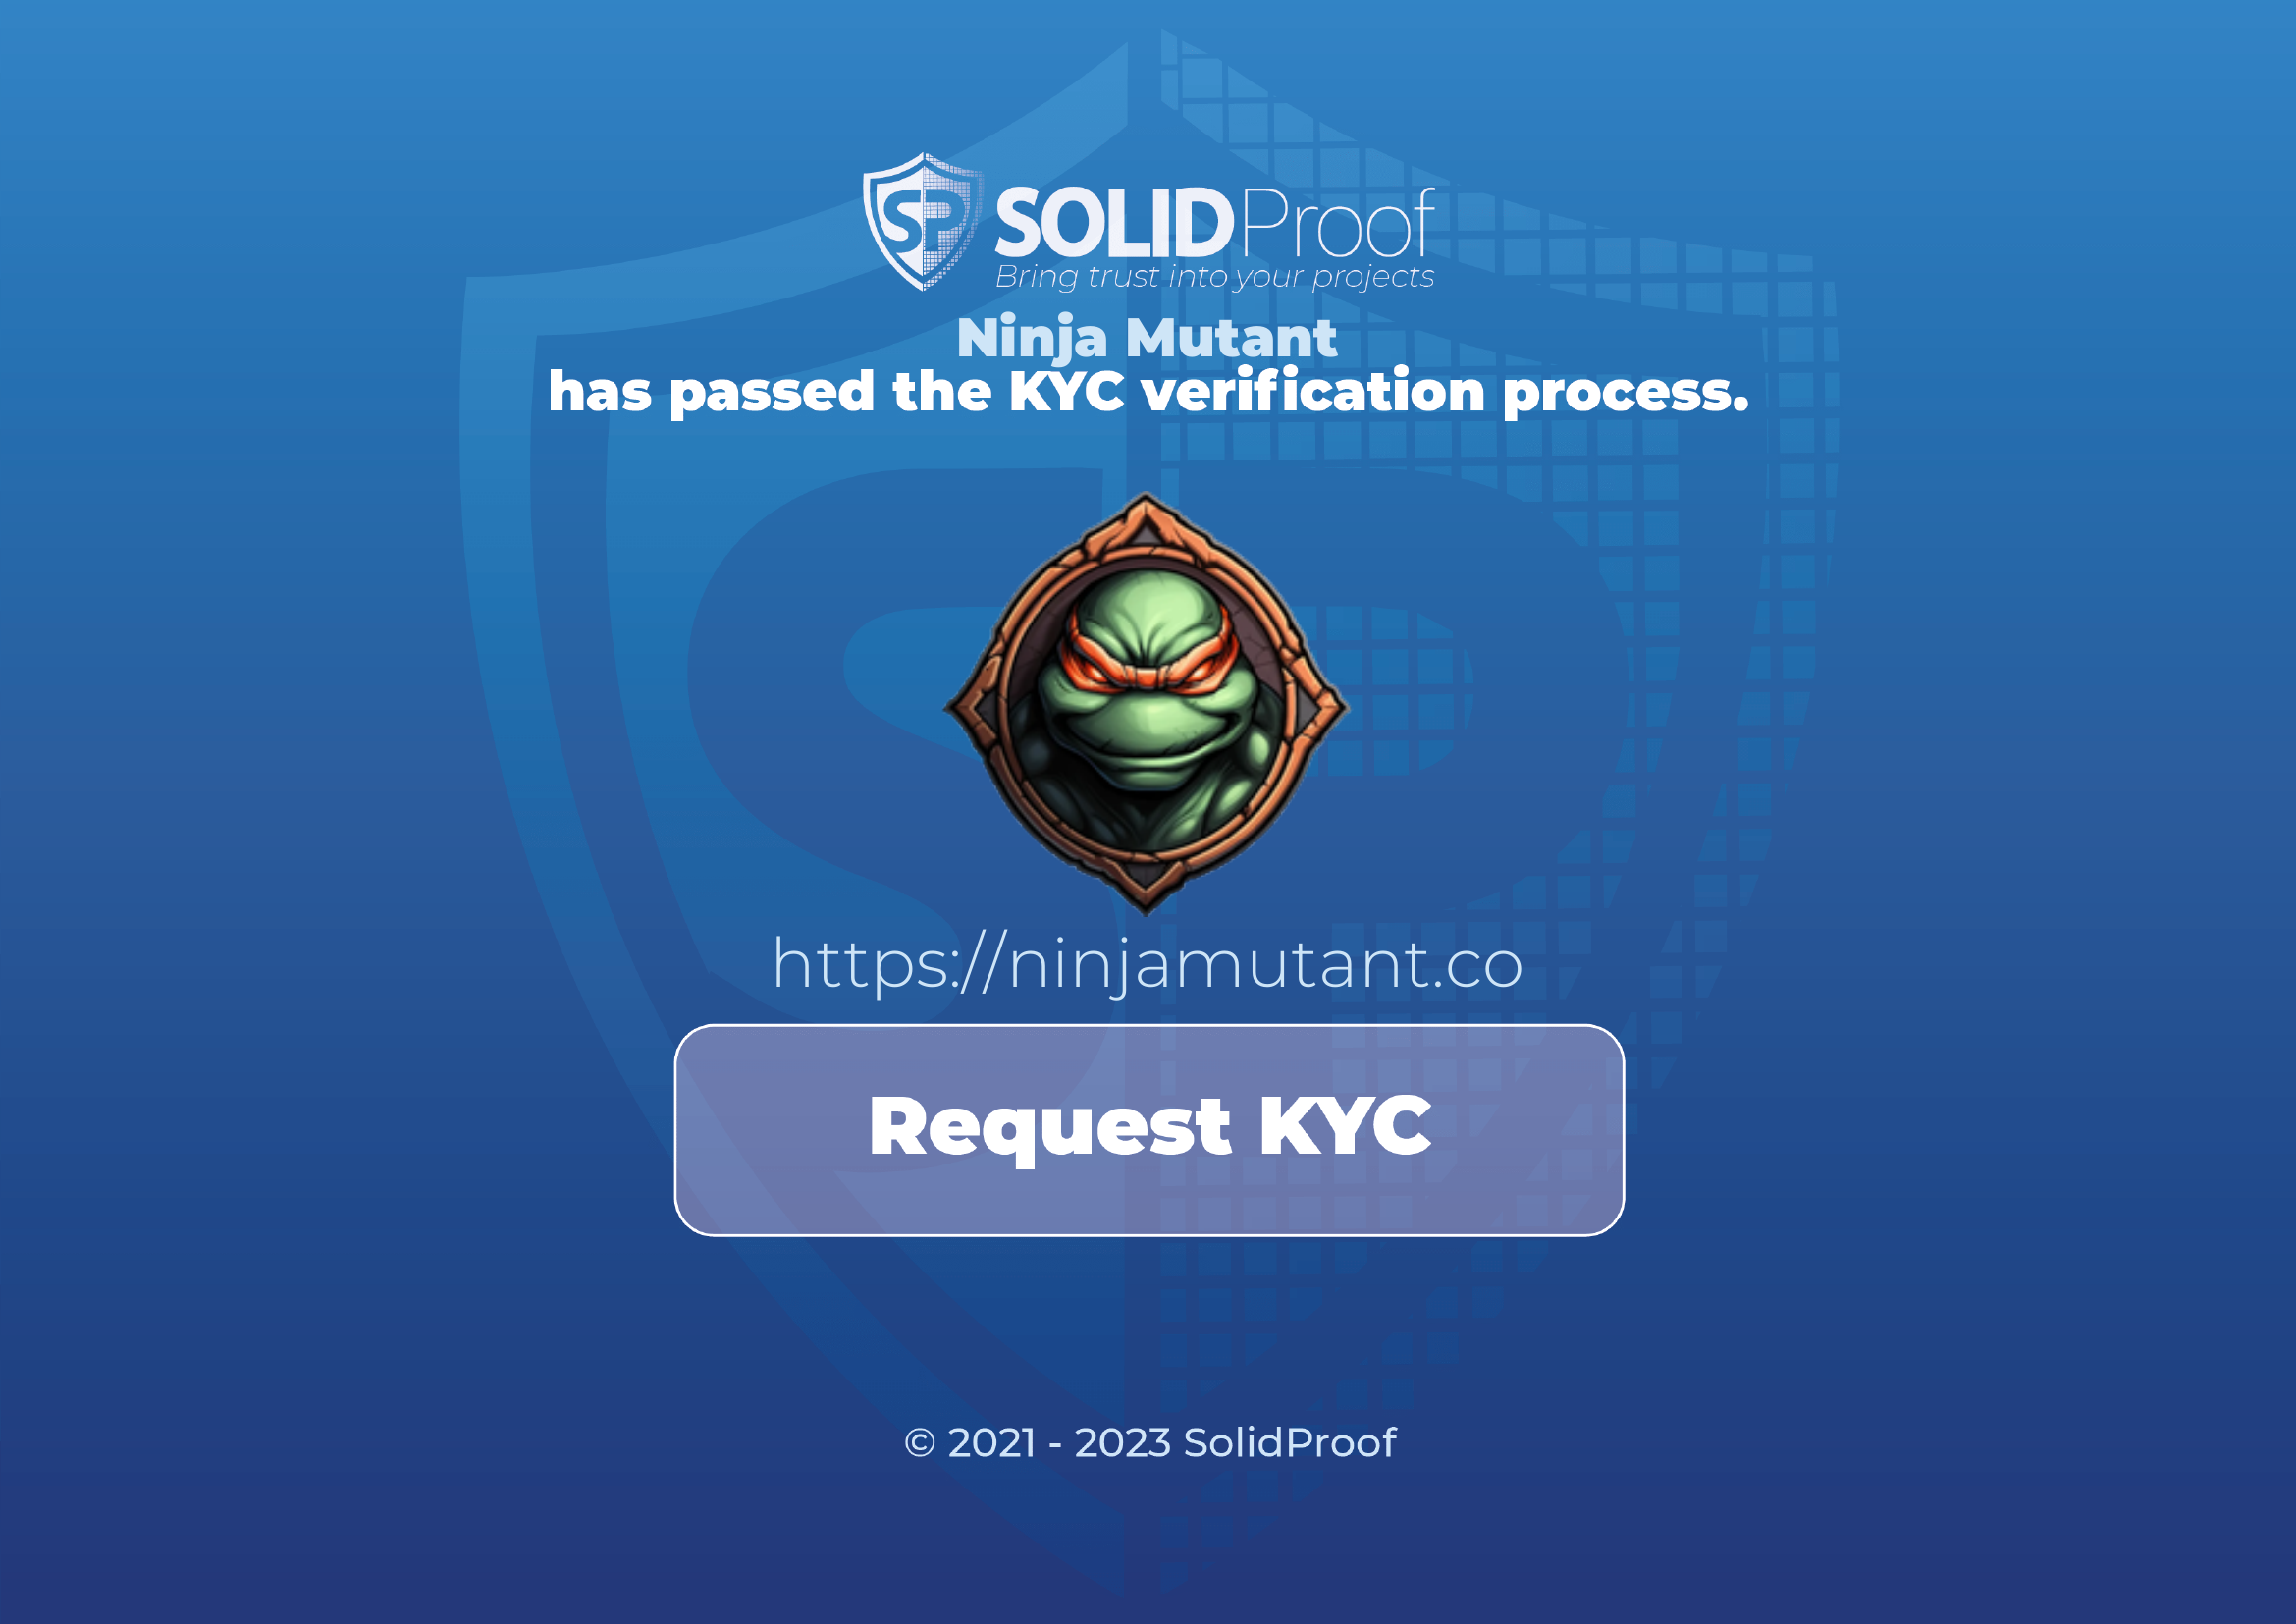 SP
SOLIDProof
Bring trust into your projects
Ninja Mutant
has passed the KYC verification process.
https://ninjamutant.co
Request KYC
© 2021 - 2023 SolidProof